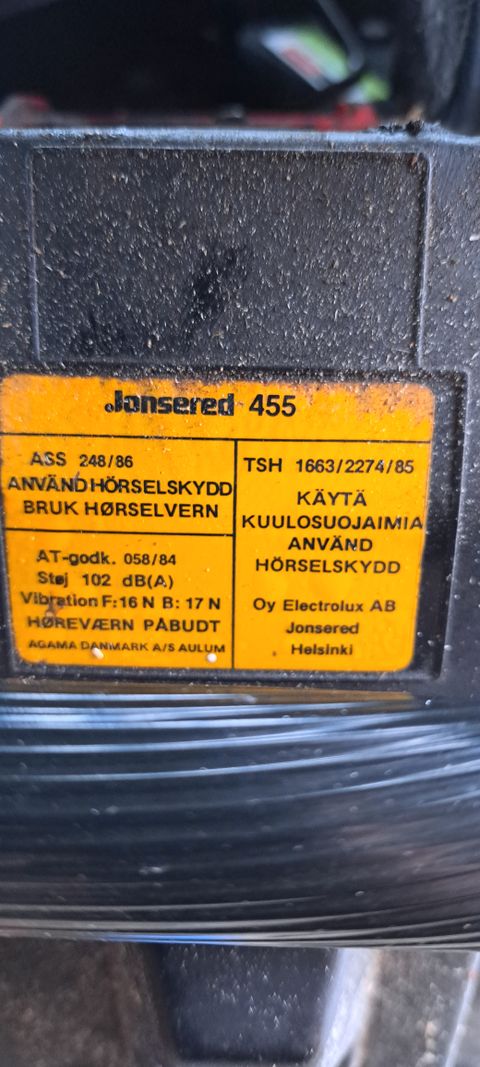 Jonsered 455
ASS 248/86
ANVÄND HÖRSELSKYDD
BRUK HØRSELVERN
AT-godk. 058/84
Støj 102 dB(A)
Vibration F:16 N B: 17 N
HØREVÆRN PÅBUDT
AGAMA DANMARK A/S AULUM
TSH 1663/2274/85
KÄYTÄ
KUULOSUOJAIMIA
ANVÄND
HÖRSELSKYDD
Oy Electrolux AB
Jonsered
Helsinki